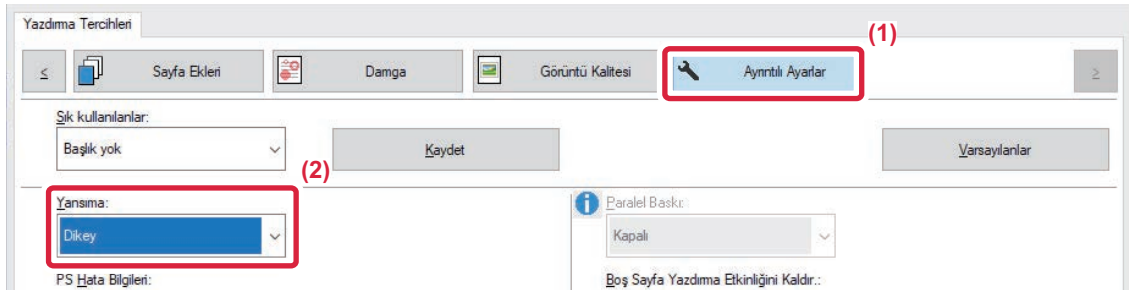 Yazdırma Tercihleri
(1)
≤ Sayfa Ekleri Damga Görüntü Kalitesi Ayrıntılı Ayarlar ≥
Sık kullanılanlar:
Başlık yok Kaydet Varsayılanlar
(2)
Yansıma: Paralel Baskı:
Dikey Kapalı
PS Hata Bilgileri: Boş Sayfa Yazdırma Etkinliğini Kaldır.: